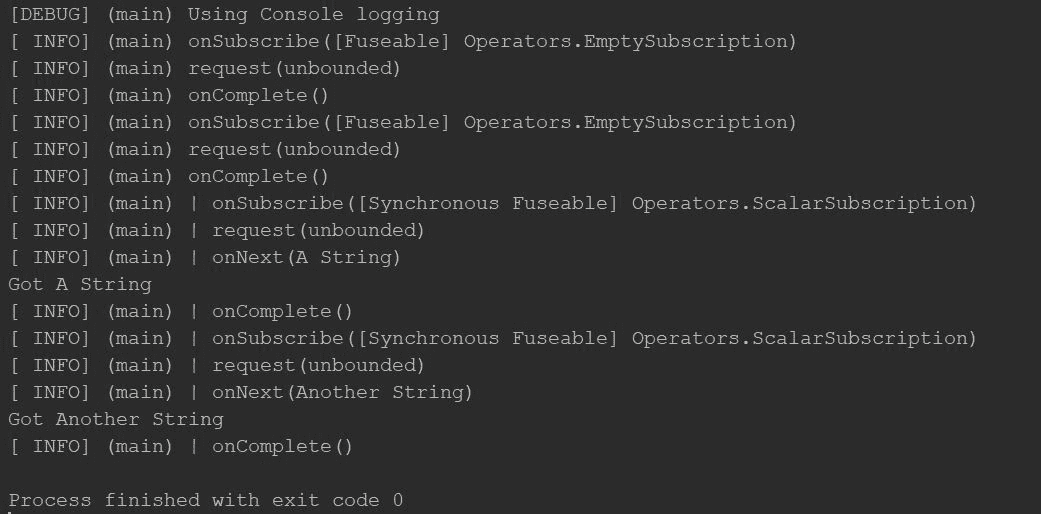 [DEBUG] (main) Using Console logging
[ INFO] (main) onSubscribe([Fuseable] Operators.EmptySubscription)
[ INFO] (main) request(unbounded)
[ INFO] (main) onComplete()
[ INFO] (main) onSubscribe([Fuseable] Operators.EmptySubscription)
[ INFO] (main) request(unbounded)
[ INFO] (main) onComplete()
[ INFO] (main) | onSubscribe([Synchronous Fuseable] Operators.ScalarSubscription)
[ INFO] (main) | request(unbounded)
[ INFO] (main) | onNext(A String)
Got A String
[ INFO] (main) | onComplete()
[ INFO] (main) | onSubscribe([Synchronous Fuseable] Operators.ScalarSubscription)
[ INFO] (main) | request(unbounded)
[ INFO] (main) | onNext(Another String)
Got Another String
[ INFO] (main) | onComplete()
Process finished with exit code 0